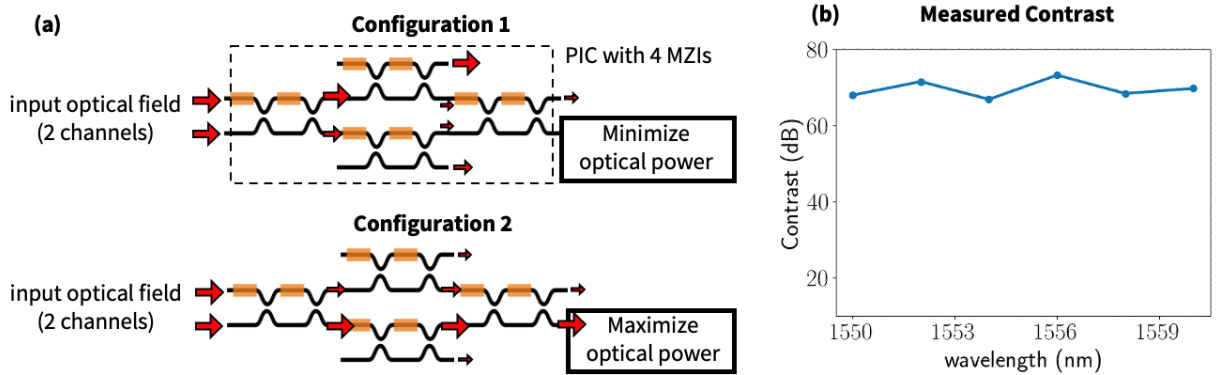 (a)
Configuration 1
PIC with 4 MZIs
input optical field
(2 channels)
Minimize
optical power
Configuration 2
input optical field
(2 channels)
Maximize
optical power
(b)
Measured Contrast
80
60
40
20
Contrast (dB)
1550
1553
1556
1559
wavelength (nm)